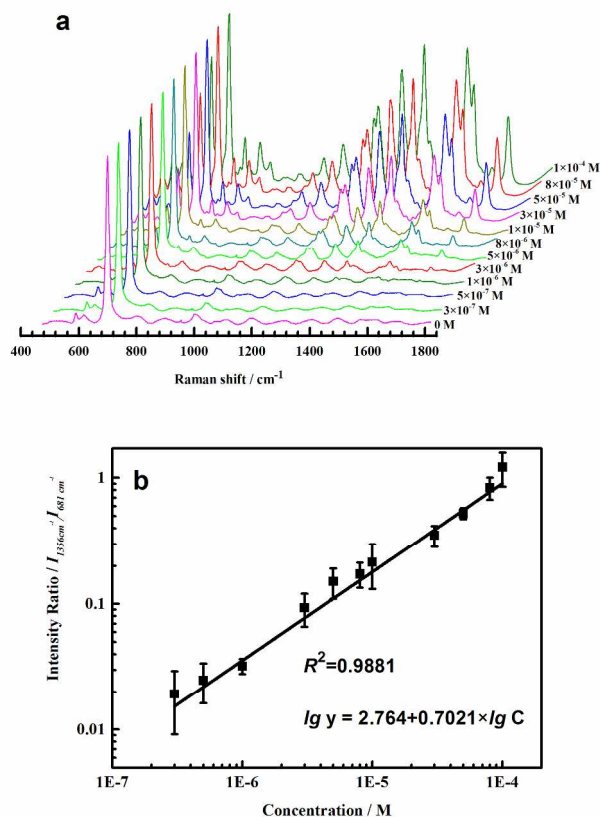 a
1×10⁻⁴ M
8×10⁻⁵ M
5×10⁻⁵ M
3×10⁻⁵ M
1×10⁻⁵ M
8×10⁻⁶ M
5×10⁻⁶ M
3×10⁻⁶ M
1×10⁻⁶ M
5×10⁻⁷ M
3×10⁻⁷ M
0 M
400 600 800 1000 1200 1400 1600 1800
Raman shift / cm⁻¹
b
Intensity Ratio / I1356cm⁻¹/I681 cm⁻¹
1
0.1
0.01
R²=0.9881
lg y = 2.764+0.7021×lg C
1E-7 1E-6 1E-5 1E-4
Concentration / M